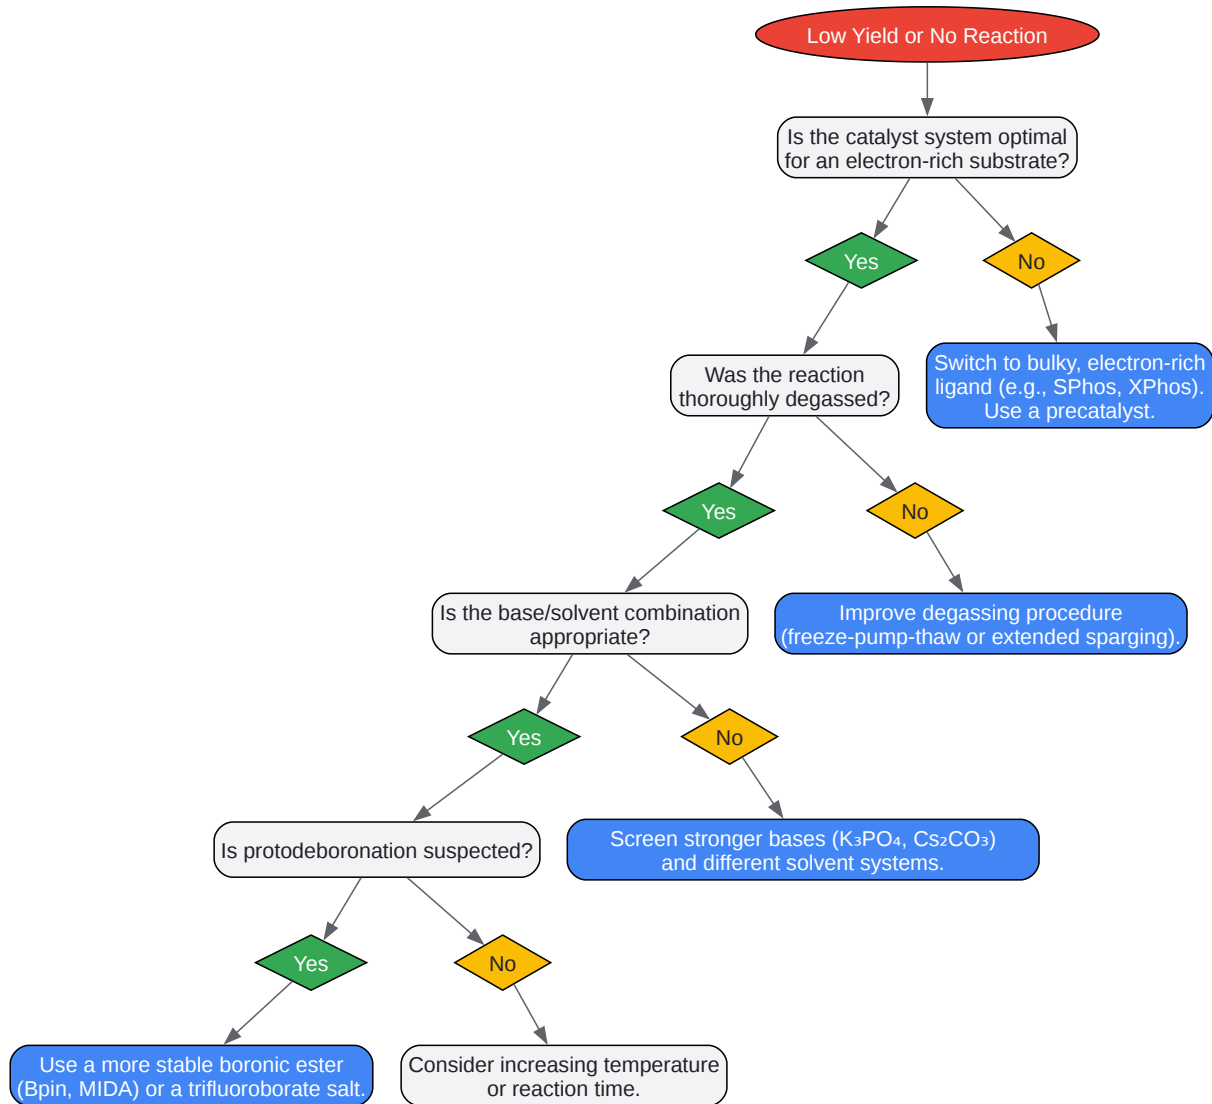 Low Yield or No Reaction
Is the catalyst system optimal
for an electron-rich substrate?
Yes
No
Switch to bulky, electron-rich
ligand (e.g., SPhos, XPhos).
Use a precatalyst.
Was the reaction
thoroughly degassed?
Yes
No
Improve degassing procedure
(freeze-pump-thaw or extended sparging).
Is the base/solvent combination
appropriate?
Yes
No
Screen stronger bases (K₃PO₄, Cs₂CO₃)
and different solvent systems.
Is protodeboronation suspected?
Yes
No
Use a more stable boronic ester
(Bpin, MIDA) or a trifluoroborate salt.
Consider increasing temperature
or reaction time.